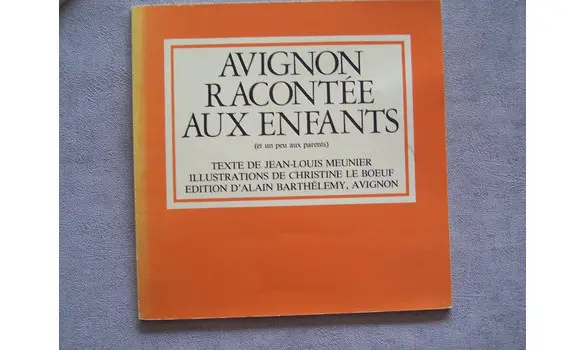 AVIGNON
RACONTÉE
AUX ENFANTS
(et un peu aux parents)
TEXTE DE JEAN-LOUIS MEUNIER
ILLUSTRATIONS DE CHRISTINE LE BOEUF
EDITION D'ALAIN BARTHÉLEMY, AVIGNON